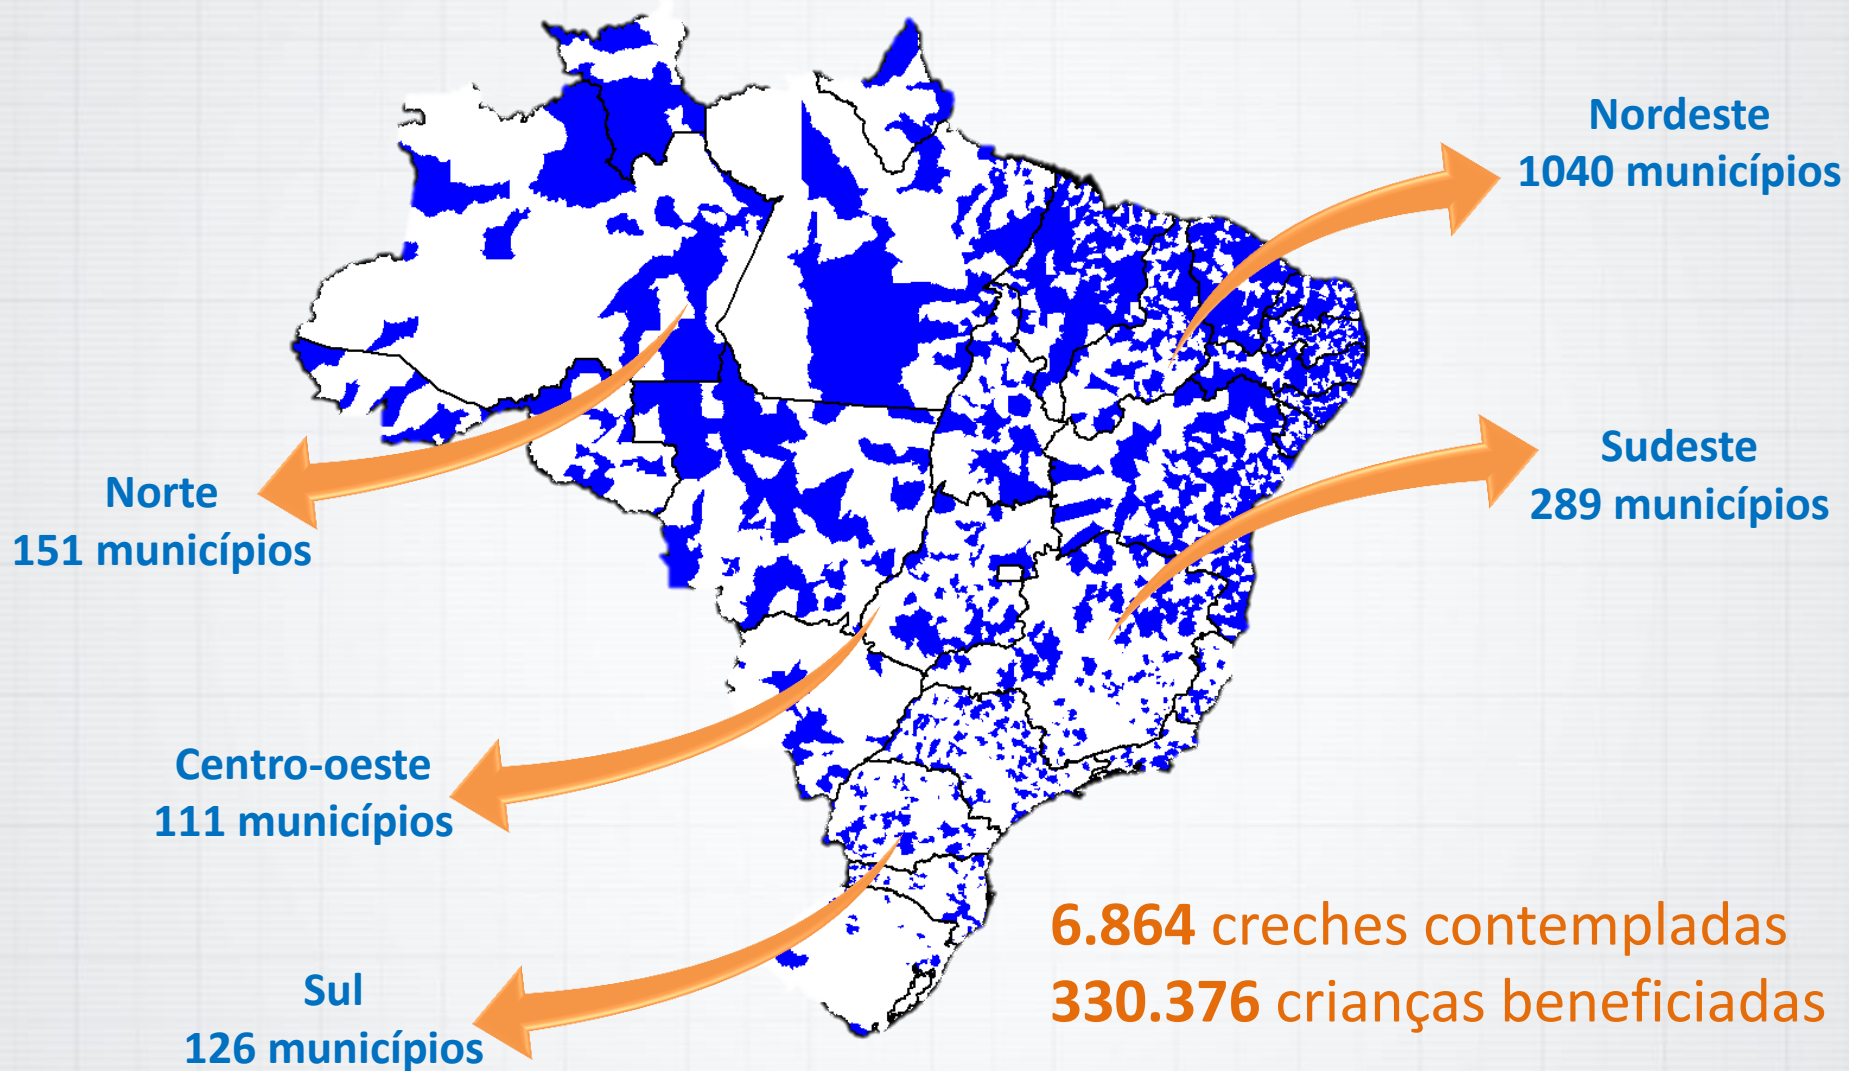 Nordeste
1040 municípios
Sudeste
289 municípios
Norte
151 municípios
Centro-oeste
111 municípios
Sul
126 municípios
6.864 creches contempladas
330.376 crianças beneficiadas